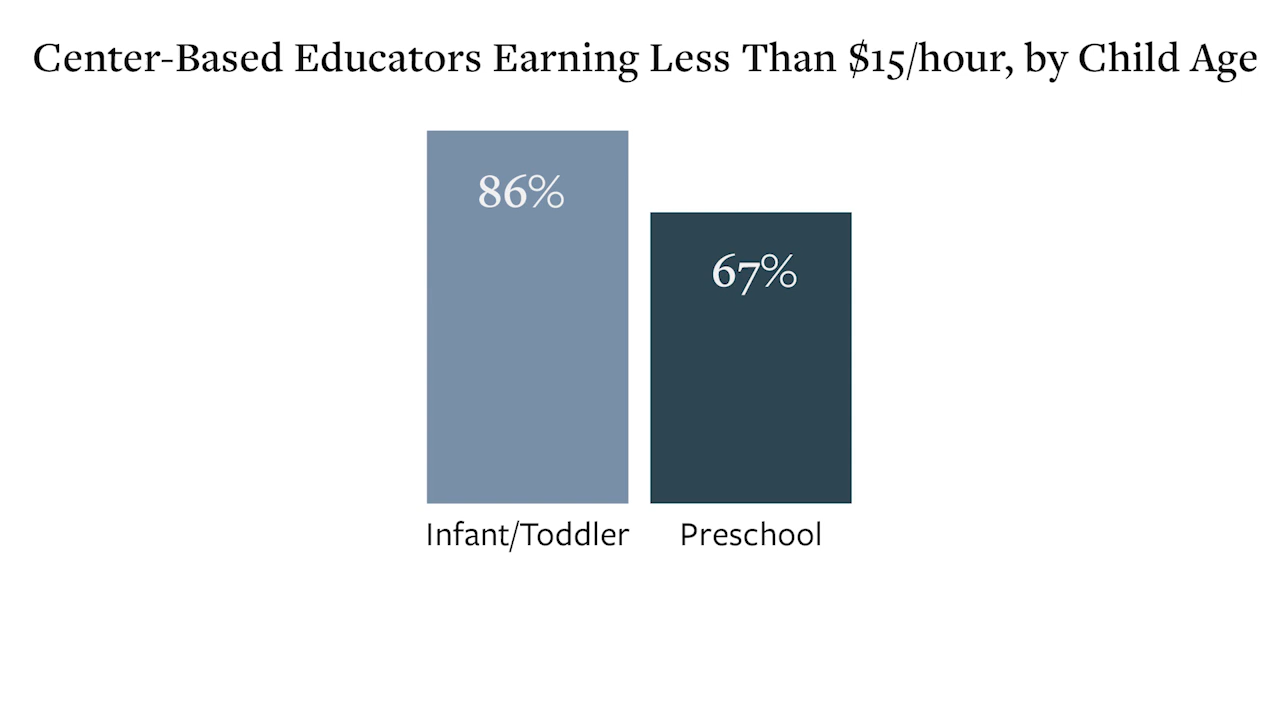 Center-Based Educators Earning Less Than $15/hour, by Child Age
86%
67%
Infant/Toddler
Preschool